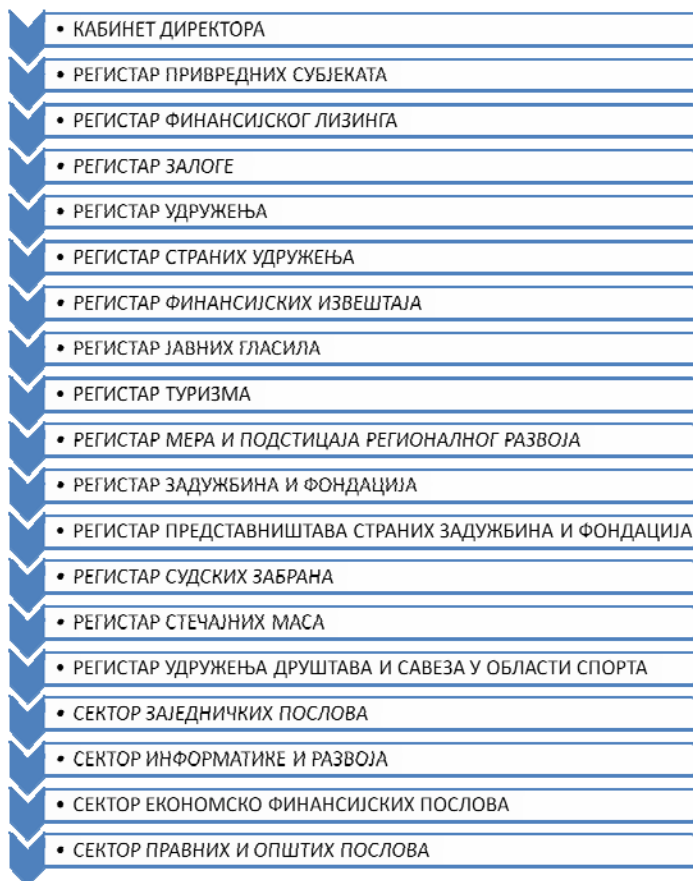 • КАБИНЕТ ДИРЕКТОРА
• РЕГИСТАР ПРИВРЕДНИХ СУБЈЕКАТА
• РЕГИСТАР ФИНАНСИЈСКОГ ЛИЗИНГА
• РЕГИСТАР ЗАЛОГЕ
• РЕГИСТАР УДРУЖЕЊА
• РЕГИСТАР СТРАНИХ УДРУЖЕЊА
• РЕГИСТАР ФИНАНСИЈСКИХ ИЗВЕШТАЈА
• РЕГИСТАР ЈАВНИХ ГЛАСИЛА
• РЕГИСТАР ТУРИЗМА
• РЕГИСТАР МЕРА И ПОДСТИЦАЈА РЕГИОНАЛНОГ РАЗВОЈА
• РЕГИСТАР ЗАДУЖБИНА И ФОНДАЦИЈА
• РЕГИСТАР ПРЕДСТАВНИШТАВА СТРАНИХ ЗАДУЖБИНА И ФОНДАЦИЈА
• РЕГИСТАР СУДСКИХ ЗАБРАНА
• РЕГИСТАР СТЕЧАЈНИХ МАСА
• РЕГИСТАР УДРУЖЕЊА ДРУШТАВА И САВЕЗА У ОБЛАСТИ СПОРТА
• СЕКТОР ЗАЈЕДНИЧКИХ ПОСЛОВА
• СЕКТОР ИНФОРМАТИКЕ И РАЗВОЈА
• СЕКТОР ЕКОНОМСКО ФИНАНСИЈСКИХ ПОСЛОВА
• СЕКТОР ПРАВНИХ И ОПШТИХ ПОСЛОВА